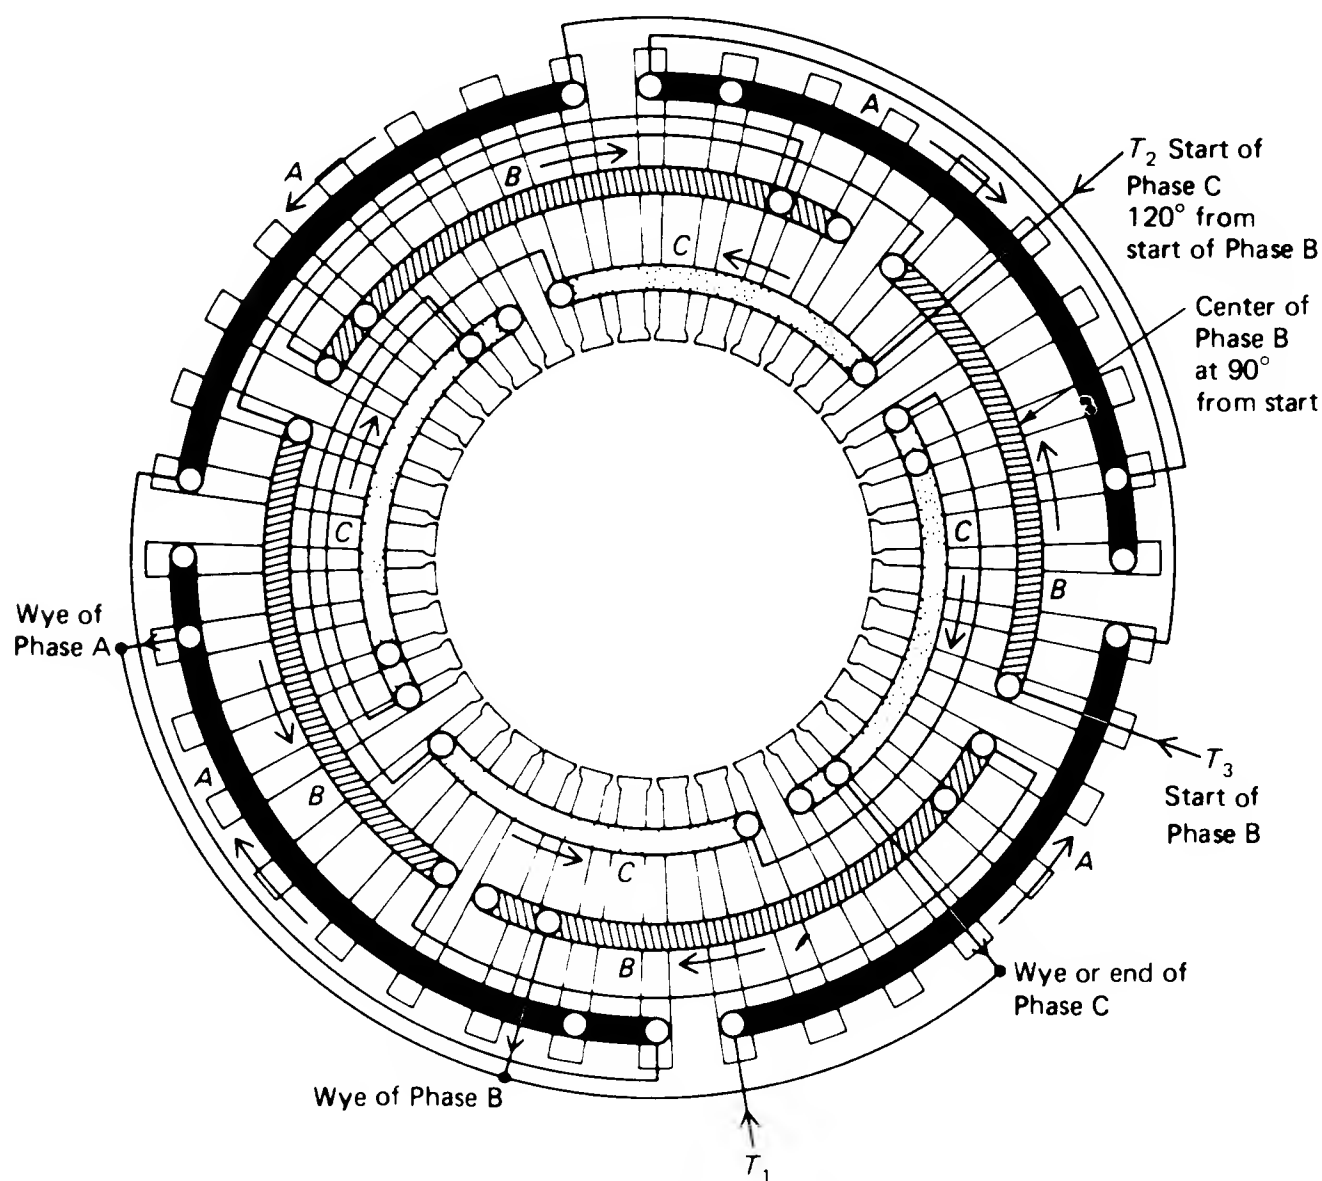 A
A
B
C
T₂ Start of
Phase C
120° from
start of Phase B
Center of
Phase B
at 90°
from start
C
C
B
Wye of
Phase A
T₃
Start of
Phase B
A
B
C
A
B
Wye or end of
Phase C
Wye of Phase B
T₁